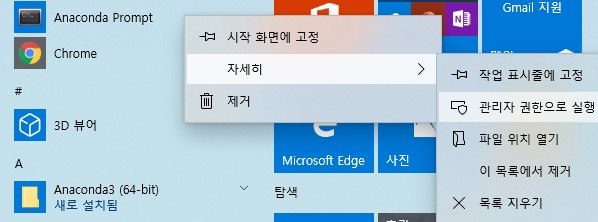 Anaconda Prompt
Chrome
#
3D 뷰어
A
Anaconda3 (64-bit)
새로 설치됨
시작 화면에 고정
자세히
제거
Gmail 지원
Microsoft Edge
사진
탐색
작업 표시줄에 고정
관리자 권한으로 실행
파일 위치 열기
이 목록에서 제거
목록 지우기